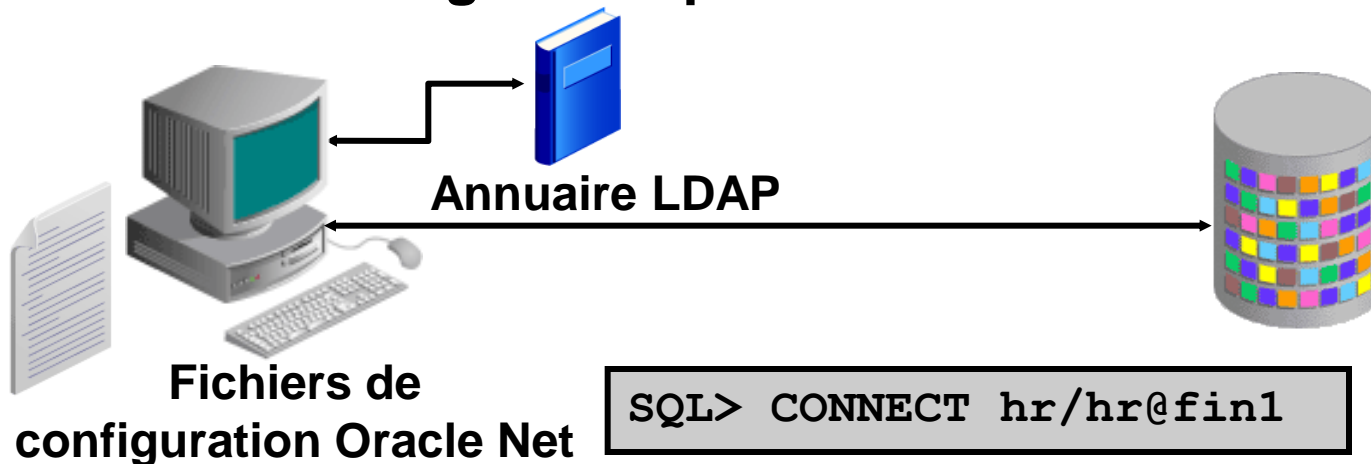 Annuaire LDAP
Fichiers de
configuration Oracle Net
SQL> CONNECT hr/hr@fin1